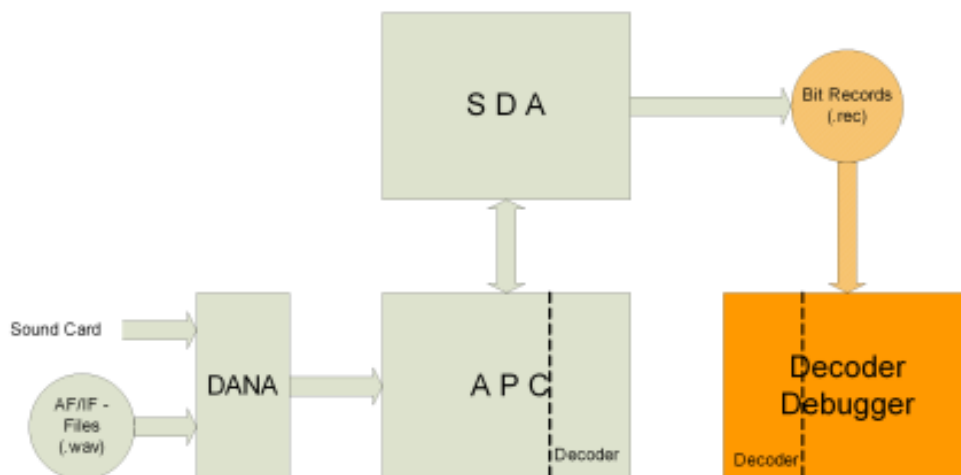 S D A
Bit Records
(.rec)
Sound Card
DANA
A P C
Decoder
AF/IF -
Files
(.wav)
Decoder
Debugger
Decoder